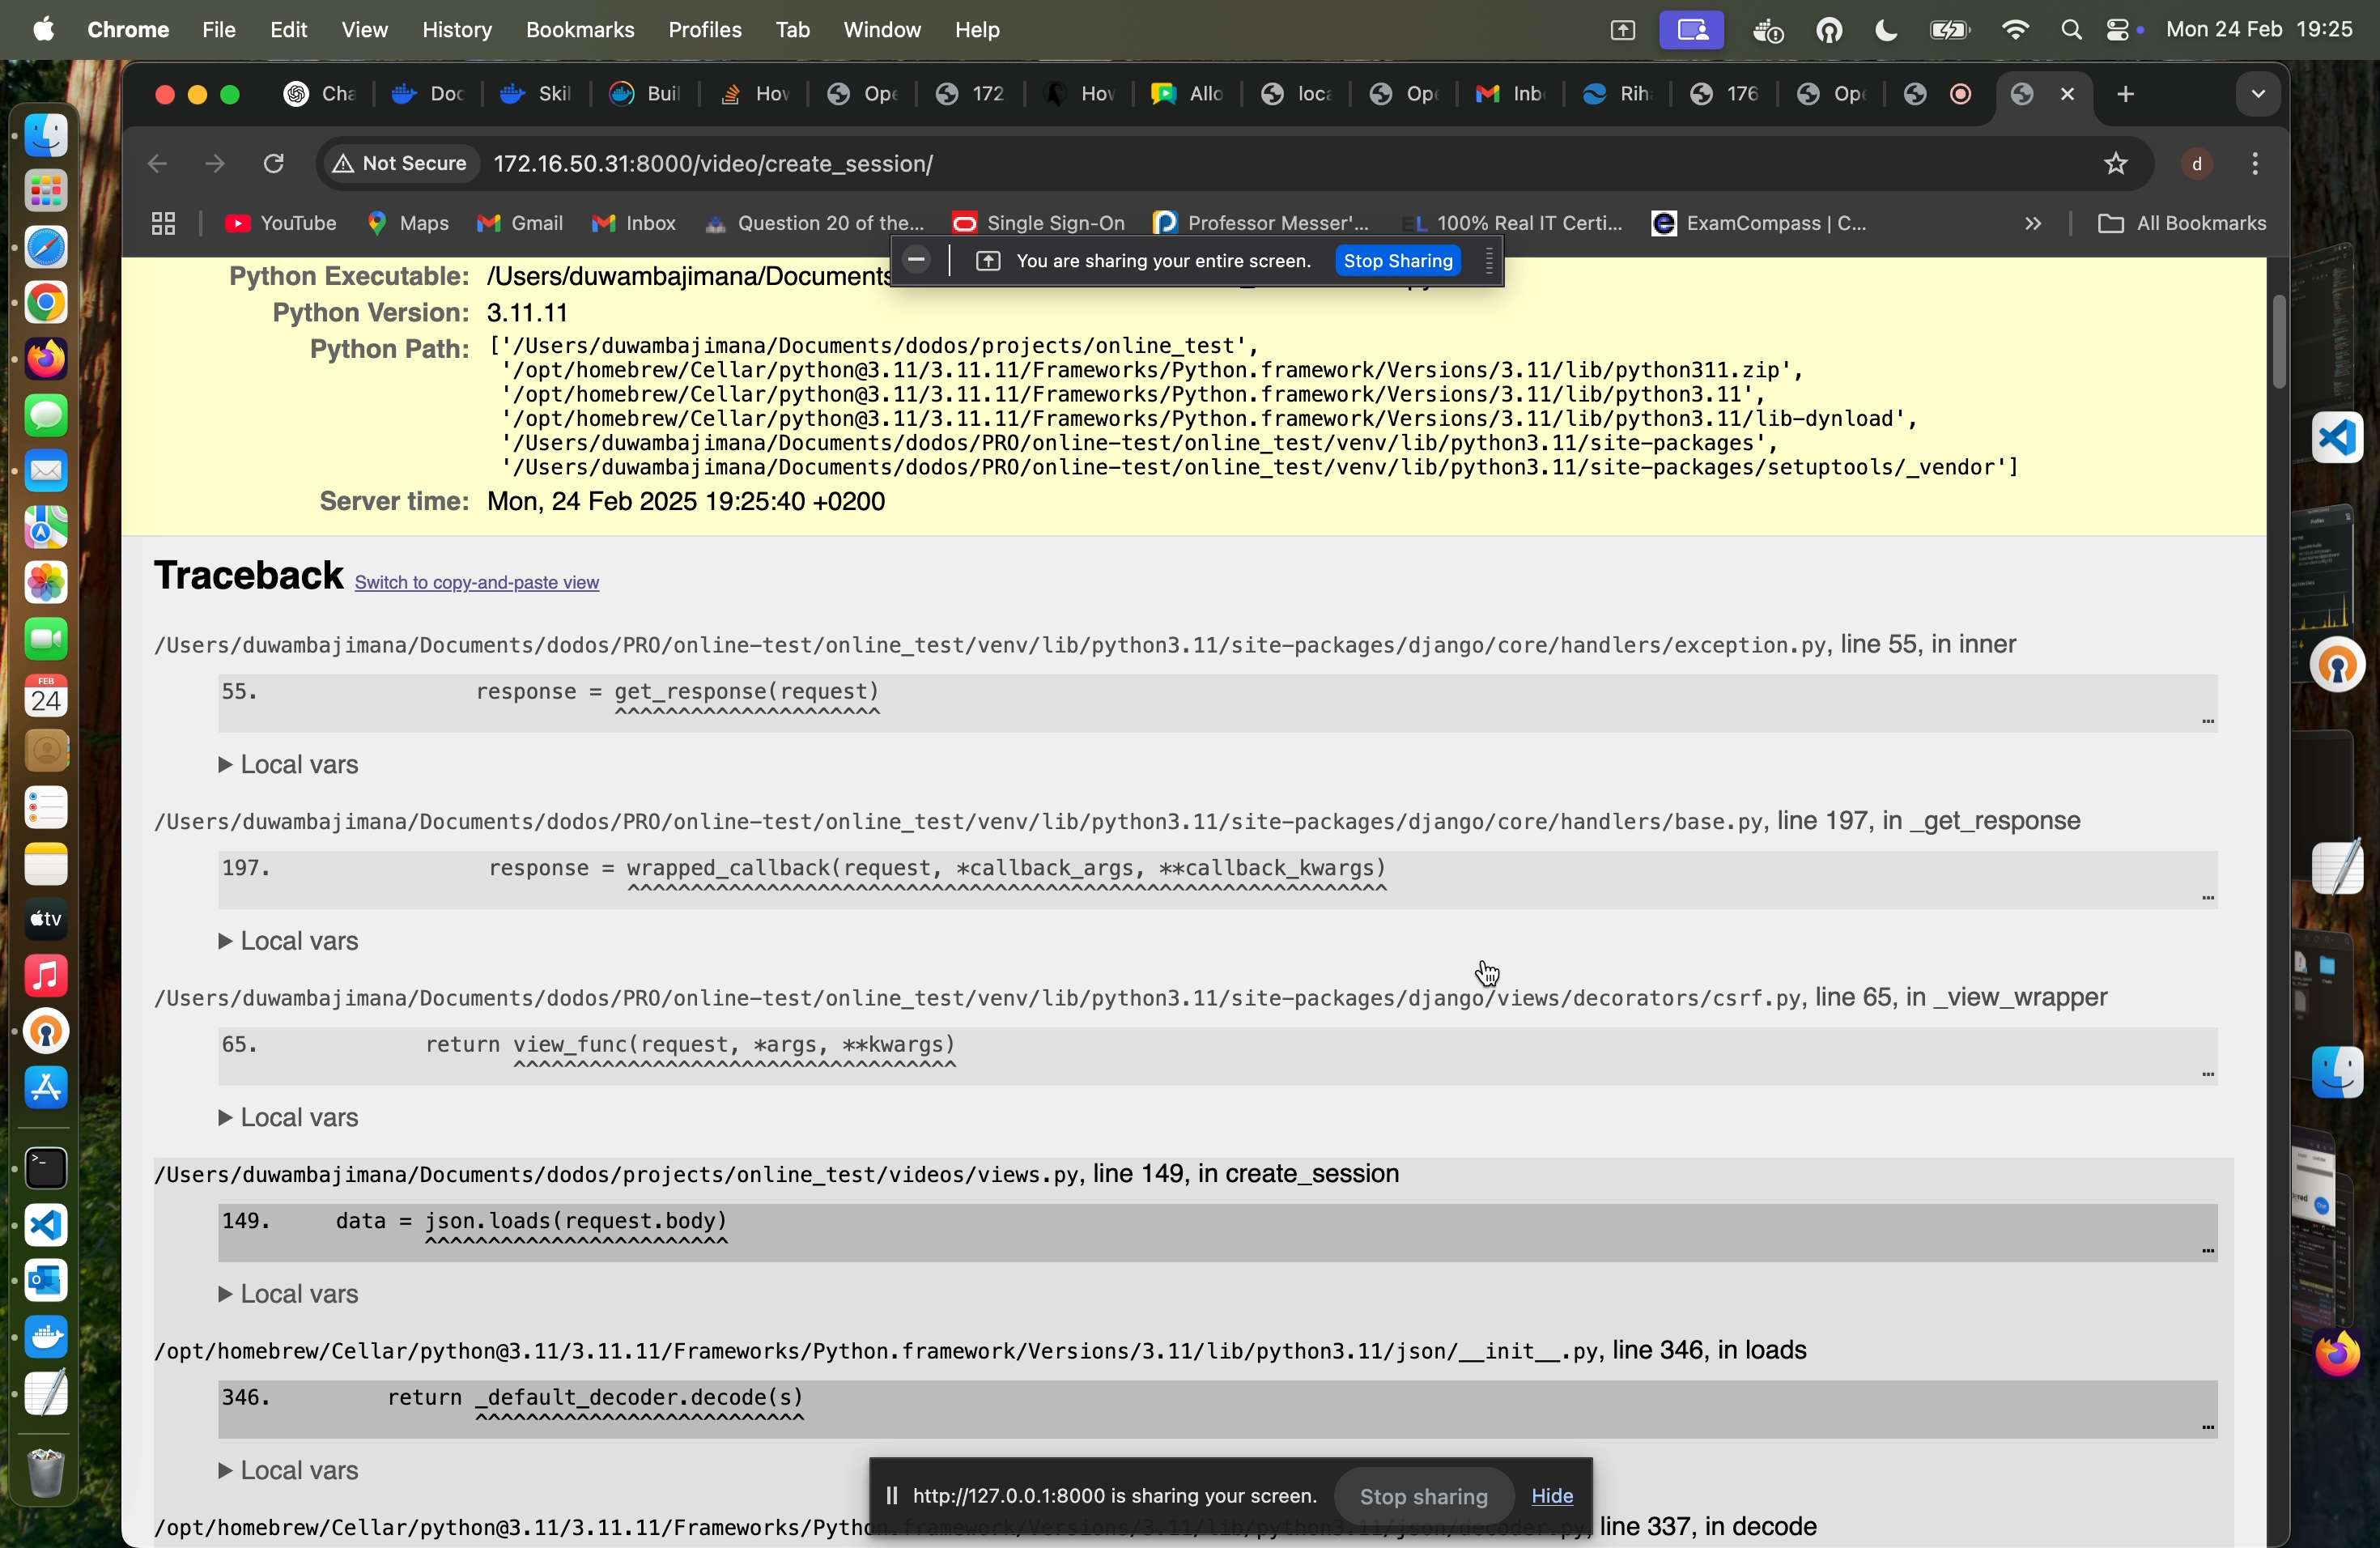 Chrome File Edit View History Bookmarks Profiles Tab Window Help Mon 24 Feb 19:25
Cha Doc Skil Buil How Ope 172 How Allo loca Ope Inbo Riha 176 Ope
Not Secure 172.16.50.31:8000/video/create_session/ d
YouTube Maps Gmail Inbox Question 20 of the... Single Sign-On Professor Messer'... EL 100% Real IT Certi... ExamCompass | C... All Bookmarks
You are sharing your entire screen. Stop Sharing
Python Executable: /Users/duwambajimana/Documents
Python Version: 3.11.11
Python Path: ['/Users/duwambajimana/Documents/dodos/projects/online_test',
'/opt/homebrew/Cellar/python@3.11/3.11.11/Frameworks/Python.framework/Versions/3.11/lib/python311.zip',
'/opt/homebrew/Cellar/python@3.11/3.11.11/Frameworks/Python.framework/Versions/3.11/lib/python3.11',
'/opt/homebrew/Cellar/python@3.11/3.11.11/Frameworks/Python.framework/Versions/3.11/lib/python3.11/lib-dynload',
'/Users/duwambajimana/Documents/dodos/PRO/online-test/online_test/venv/lib/python3.11/site-packages',
'/Users/duwambajimana/Documents/dodos/PRO/online-test/online_test/venv/lib/python3.11/site-packages/setuptools/_vendor']
Server time: Mon, 24 Feb 2025 19:25:40 +0200
Traceback Switch to copy-and-paste view
/Users/duwambajimana/Documents/dodos/PRO/online-test/online_test/venv/lib/python3.11/site-packages/django/core/handlers/exception.py, line 55, in inner
55. response = get_response(request)
^^^^^^^^^^^^^^^^^^^^^ …
▶ Local vars
/Users/duwambajimana/Documents/dodos/PRO/online-test/online_test/venv/lib/python3.11/site-packages/django/core/handlers/base.py, line 197, in _get_response
197. response = wrapped_callback(request, *callback_args, **callback_kwargs)
^^^^^^^^^^^^^^^^^^^^^^^^^^^^^^^^^^^^^^^^^^^^^^^^^^^^^^^^^^^^ …
▶ Local vars
/Users/duwambajimana/Documents/dodos/PRO/online-test/online_test/venv/lib/python3.11/site-packages/django/views/decorators/csrf.py, line 65, in _view_wrapper
65. return view_func(request, *args, **kwargs)
^^^^^^^^^^^^^^^^^^^^^^^^^^^^^^^^^^^ …
▶ Local vars
/Users/duwambajimana/Documents/dodos/projects/online_test/videos/views.py, line 149, in create_session
149. data = json.loads(request.body)
^^^^^^^^^^^^^^^^^^^^^^^^ …
▶ Local vars
/opt/homebrew/Cellar/python@3.11/3.11.11/Frameworks/Python.framework/Versions/3.11/lib/python3.11/json/__init__.py, line 346, in loads
346. return _default_decoder.decode(s)
^^^^^^^^^^^^^^^^^^^^^^^^^^ …
▶ Local vars
http://127.0.0.1:8000 is sharing your screen. Stop sharing Hide
/opt/homebrew/Cellar/python@3.11/3.11.11/Frameworks/Python.framework/Versions/3.11/lib/python3.11/json/decoder.py, line 337, in decode
FEB
24
tv